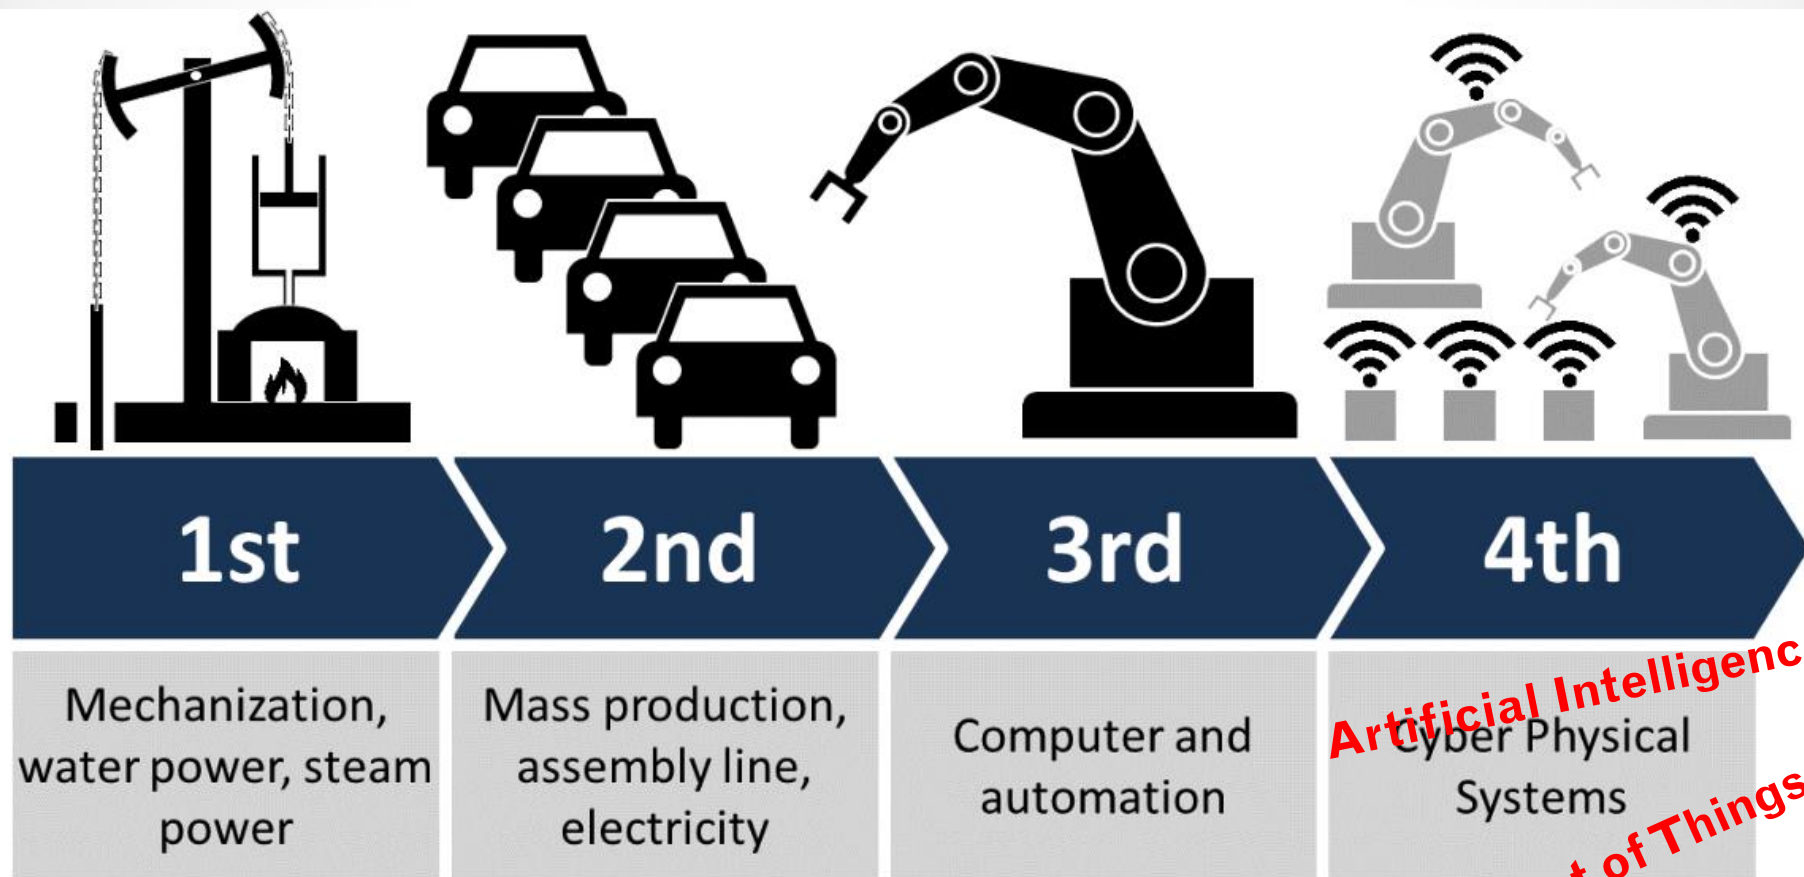 1st
2nd
3rd
4th
Mechanization,
water power, steam
power
Mass production,
assembly line,
electricity
Computer and
automation
Cyber Physical
Systems
Artificial Intelligenc
t of Things